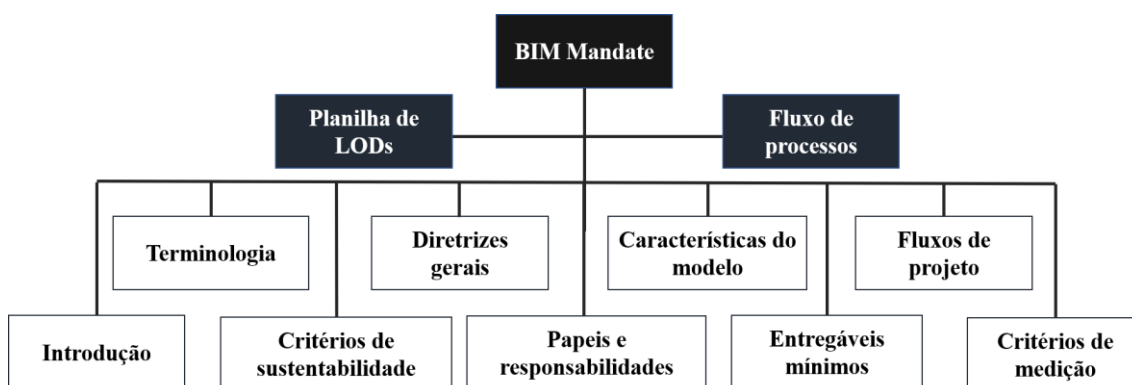 BIM Mandate
Planilha de
LODs
Fluxo de
processos
Terminologia
Diretrizes
gerais
Características do
modelo
Fluxos de
projeto
Introdução
Critérios de
sustentabilidade
Papeis e
responsabilidades
Entregáveis
mínimos
Critérios
de medição